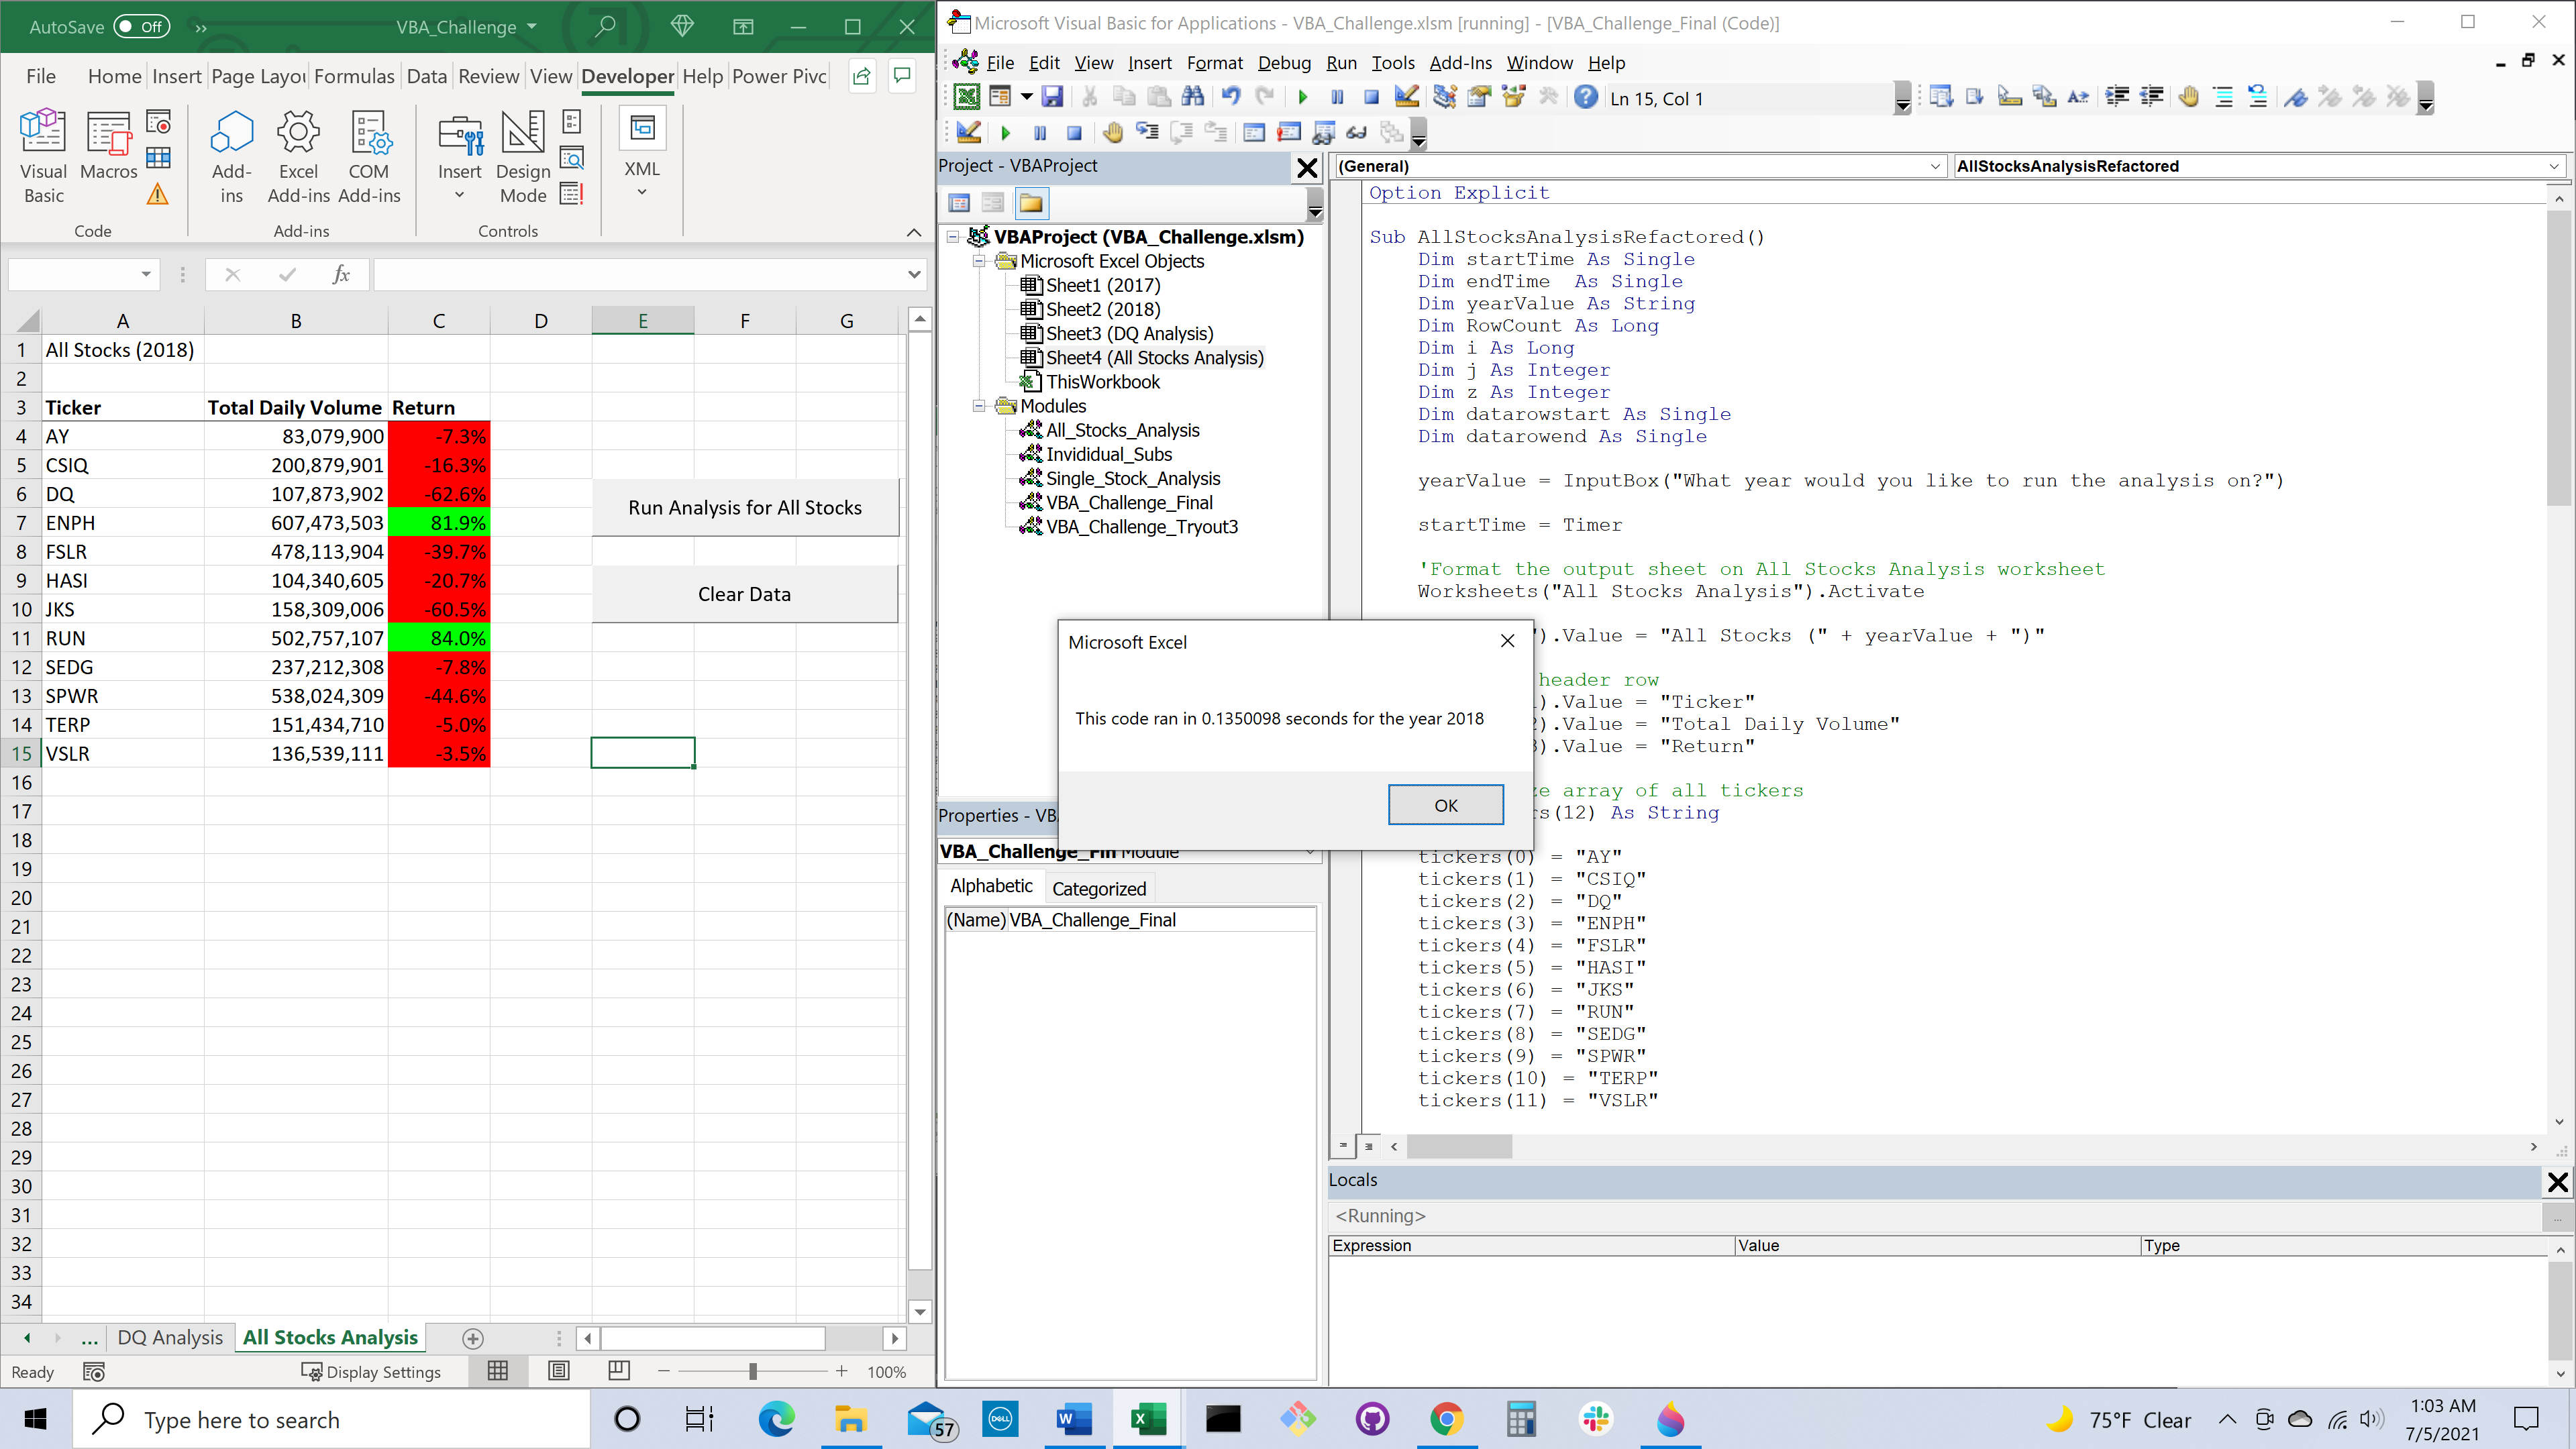 AutoSave Off VBA_Challenge
File Home Insert Page Layou Formulas Data Review View Developer Help Power Pivc
Visual Basic
Macros
Add-ins
Excel Add-ins
COM Add-ins
Insert
Design Mode
XML
Code Add-ins Controls
fx
A B C D E F G
1 All Stocks (2018)
2
3 Ticker Total Daily Volume Return
4 AY 83,079,900 -7.3%
5 CSIQ 200,879,901 -16.3%
6 DQ 107,873,902 -62.6%
7 ENPH 607,473,503 81.9%
8 FSLR 478,113,904 -39.7%
9 HASI 104,340,605 -20.7%
10 JKS 158,309,006 -60.5%
11 RUN 502,757,107 84.0%
12 SEDG 237,212,308 -7.8%
13 SPWR 538,024,309 -44.6%
14 TERP 151,434,710 -5.0%
15 VSLR 136,539,111 -3.5%
16
17
18
19
20
21
22
23
24
25
26
27
28
29
30
31
32
33
34
Run Analysis for All Stocks
Clear Data
... DQ Analysis All Stocks Analysis
Ready Display Settings 100%
Microsoft Visual Basic for Applications - VBA_Challenge.xlsm [running] - [VBA_Challenge_Final (Code)]
File Edit View Insert Format Debug Run Tools Add-Ins Window Help
Ln 15, Col 1
Project - VBAProject
VBAProject (VBA_Challenge.xlsm)
Microsoft Excel Objects
Sheet1 (2017)
Sheet2 (2018)
Sheet3 (DQ Analysis)
Sheet4 (All Stocks Analysis)
ThisWorkbook
Modules
All_Stocks_Analysis
Invididual_Subs
Single_Stock_Analysis
VBA_Challenge_Final
VBA_Challenge_Tryout3
Properties - VB
VBA_Challenge_Fin Module
Alphabetic Categorized
(Name) VBA_Challenge_Final
Microsoft Excel
This code ran in 0.1350098 seconds for the year 2018
OK
(General) AllStocksAnalysisRefactored
Option Explicit
Sub AllStocksAnalysisRefactored()
Dim startTime As Single
Dim endTime  As Single
Dim yearValue As String
Dim RowCount As Long
Dim i As Long
Dim j As Integer
Dim z As Integer
Dim datarowstart As Single
Dim datarowend As Single
yearValue = InputBox("What year would you like to run the analysis on?")
startTime = Timer
'Format the output sheet on All Stocks Analysis worksheet
Worksheets("All Stocks Analysis").Activate
").Value = "All Stocks (" + yearValue + ")"
header row
).Value = "Ticker"
).Value = "Total Daily Volume"
).Value = "Return"
ze array of all tickers
rs(12) As String
tickers(0) = "AY"
tickers(1) = "CSIQ"
tickers(2) = "DQ"
tickers(3) = "ENPH"
tickers(4) = "FSLR"
tickers(5) = "HASI"
tickers(6) = "JKS"
tickers(7) = "RUN"
tickers(8) = "SEDG"
tickers(9) = "SPWR"
tickers(10) = "TERP"
tickers(11) = "VSLR"
Locals
<Running>
Expression Value Type
Type here to search
57
DELL
75°F Clear
1:03 AM
7/5/2021